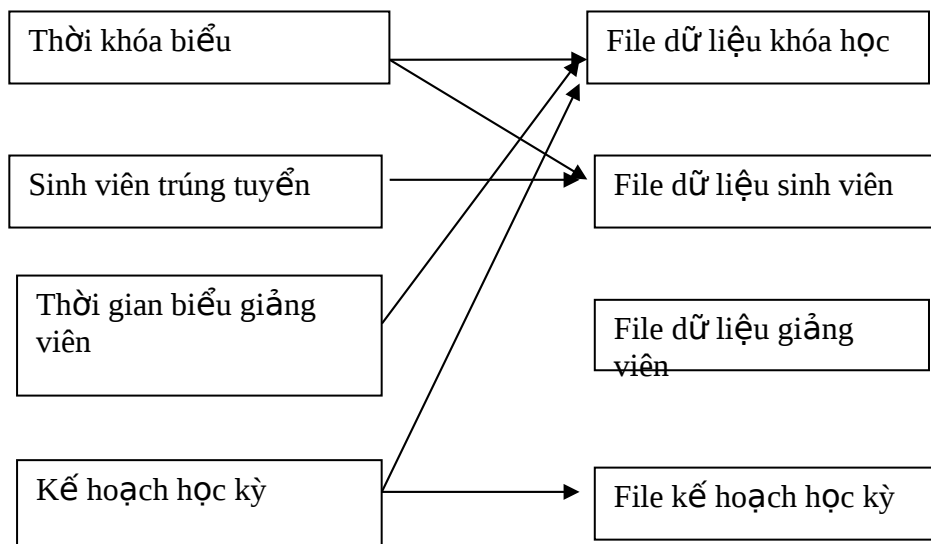 Thời khóa biểu
File dữ liệu khóa học
Sinh viên trúng tuyển
File dữ liệu sinh viên
Thời gian biểu giảng
viên
File dữ liệu giảng
viên
Kế hoạch học kỳ
File kế hoạch học kỳ